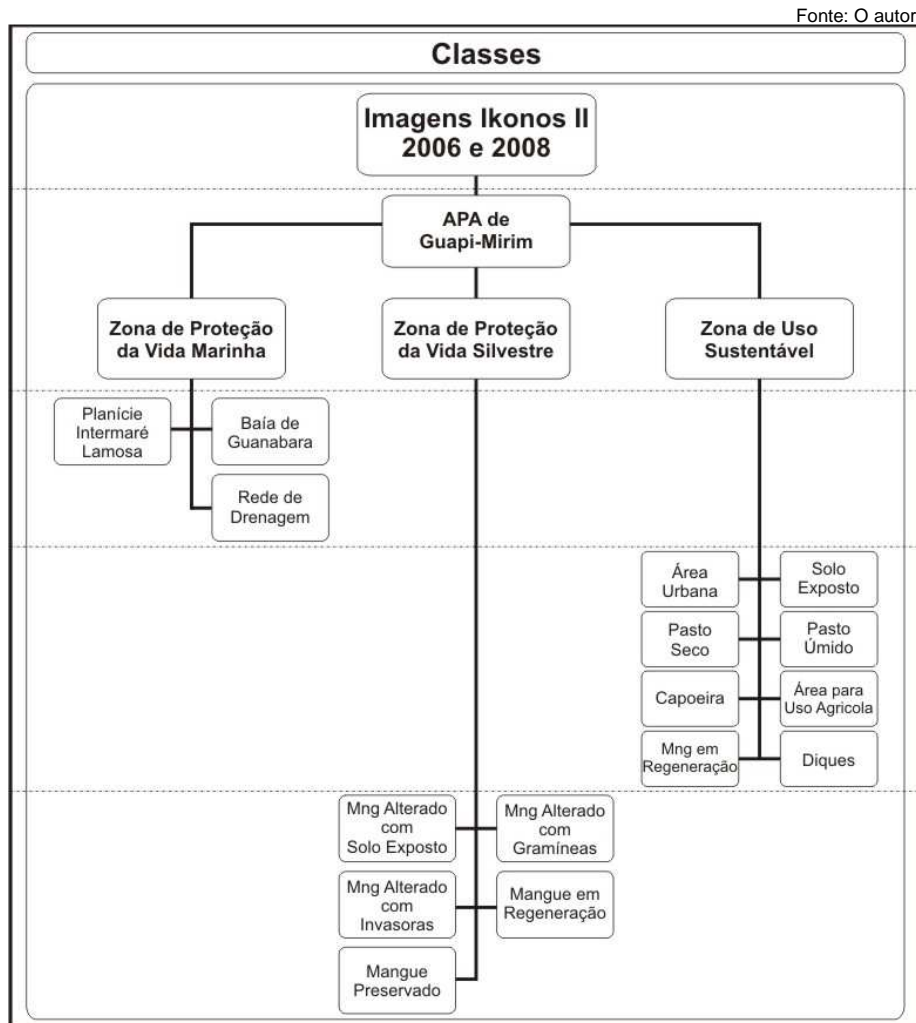 Fonte: O autor
Classes
Imagens Ikonos II
2006 e 2008
APA de
Guapi-Mirim
Zona de Proteção
da Vida Marinha
Zona de Proteção
da Vida Silvestre
Zona de Uso
Sustentável
Planície
Intermaré
Lamosa
Baía de
Guanabara
Rede de
Drenagem
Área
Urbana
Solo
Exposto
Pasto
Seco
Pasto
Úmido
Capoeira
Área para
Uso Agricola
Mng em
Regeneração
Diques
Mng Alterado
com
Solo Exposto
Mng Alterado
com
Gramíneas
Mng Alterado
com
Invasoras
Mangue em
Regeneração
Mangue
Preservado